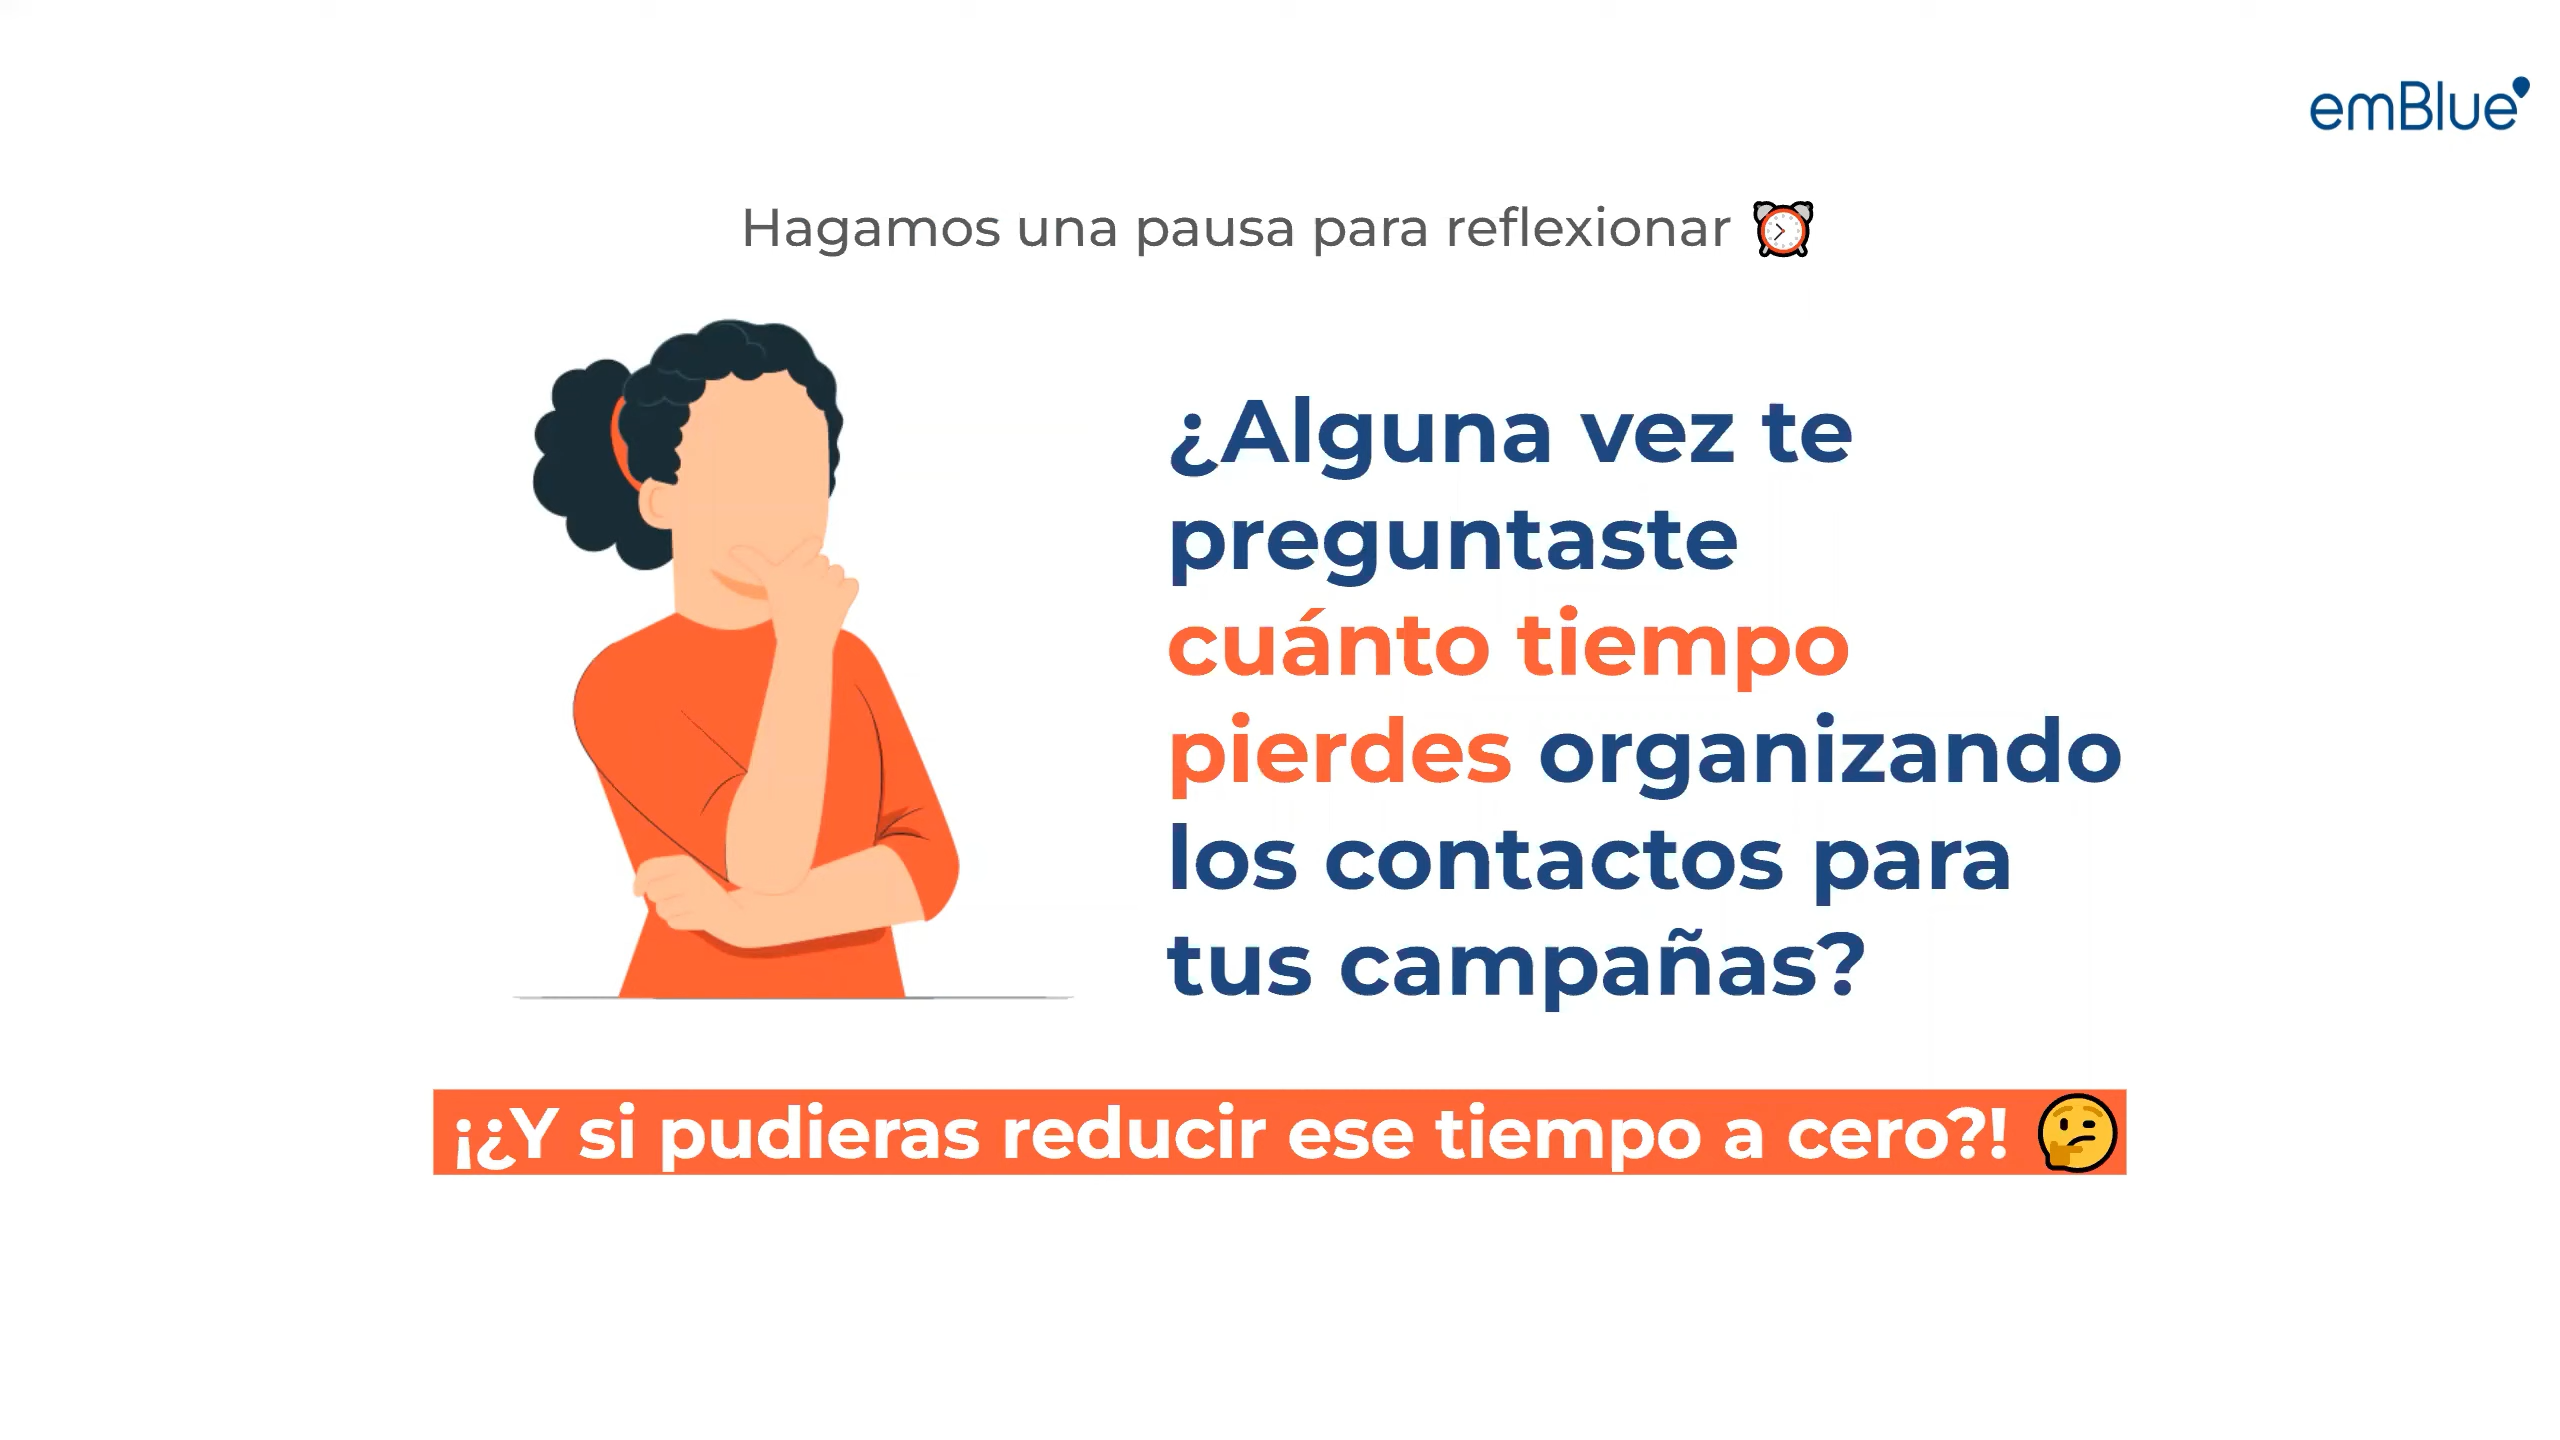 emBlue
Hagamos una pausa para reflexionar ⏰
¿Alguna vez te
preguntaste
cuánto tiempo
pierdes organizando
los contactos para
tus campañas?
¡¿Y si pudieras reducir ese tiempo a cero?! 🤔